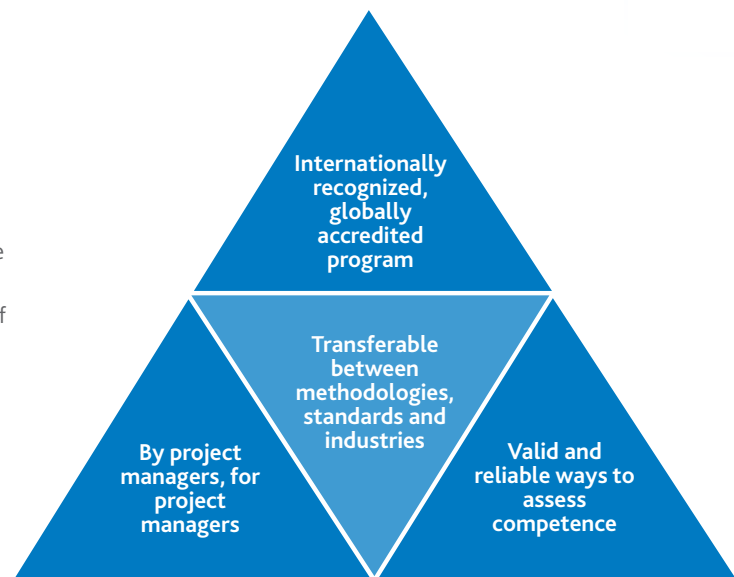 Internationally
recognized,
globally
accredited
program
e
f
Transferable
between
methodologies,
standards and
industries
By project
managers, for
project
managers
Valid and
reliable ways to
assess
competence